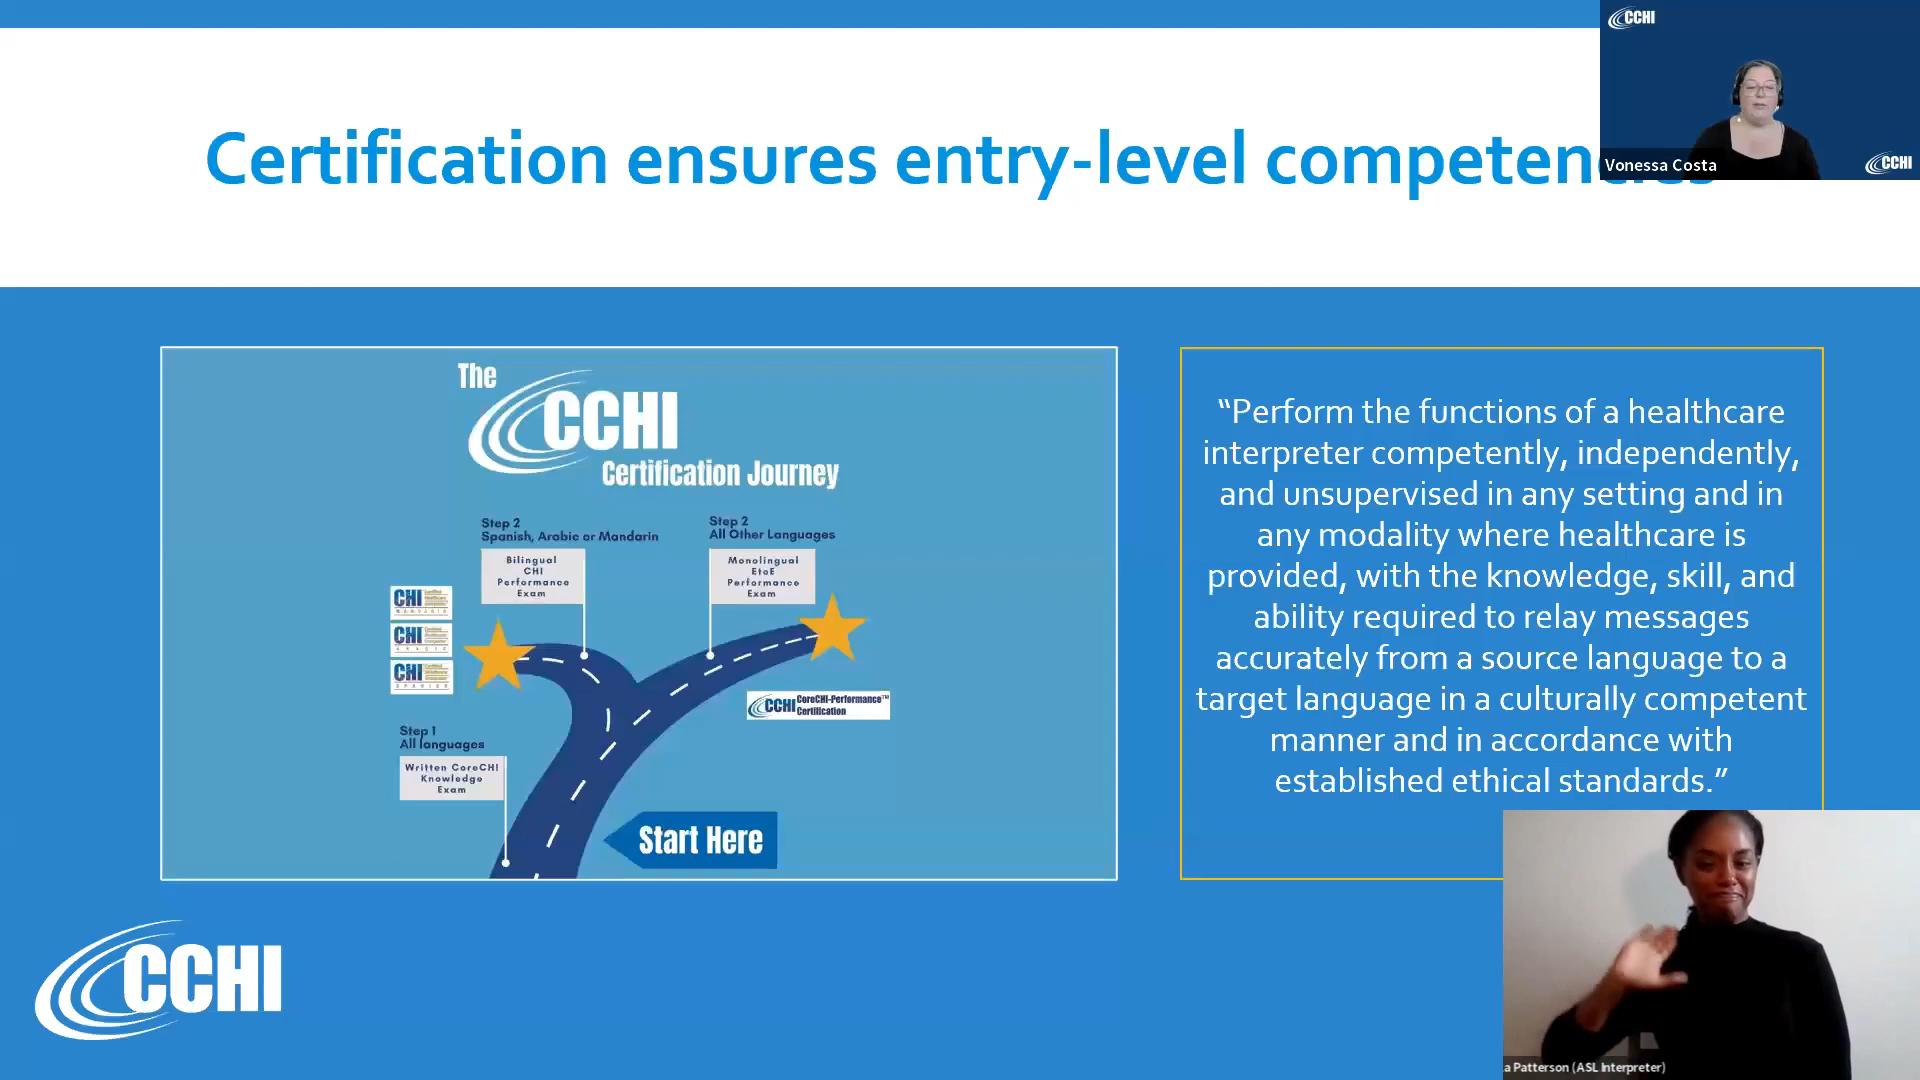 CCHI
Vonessa Costa
CCHI
Certification ensures entry-level competencies
The
CCHI
Certification Journey
Step 2
Spanish, Arabic or Mandarin
Bilingual
CHI
Performance
Exam
Step 2
All Other Languages
Monolingual
EtoE
Performance
Exam
CHI
CHI
CHI
CCHI CoreCHI-Performance™
Certification
Step 1
All languages
Written CoreCHI
Knowledge
Exam
Start Here
“Perform the functions of a healthcare
interpreter competently, independently,
and unsupervised in any setting and in
any modality where healthcare is
provided, with the knowledge, skill, and
ability required to relay messages
accurately from a source language to a
target language in a culturally competent
manner and in accordance with
established ethical standards.”
CCHI
a Patterson (ASL Interpreter)